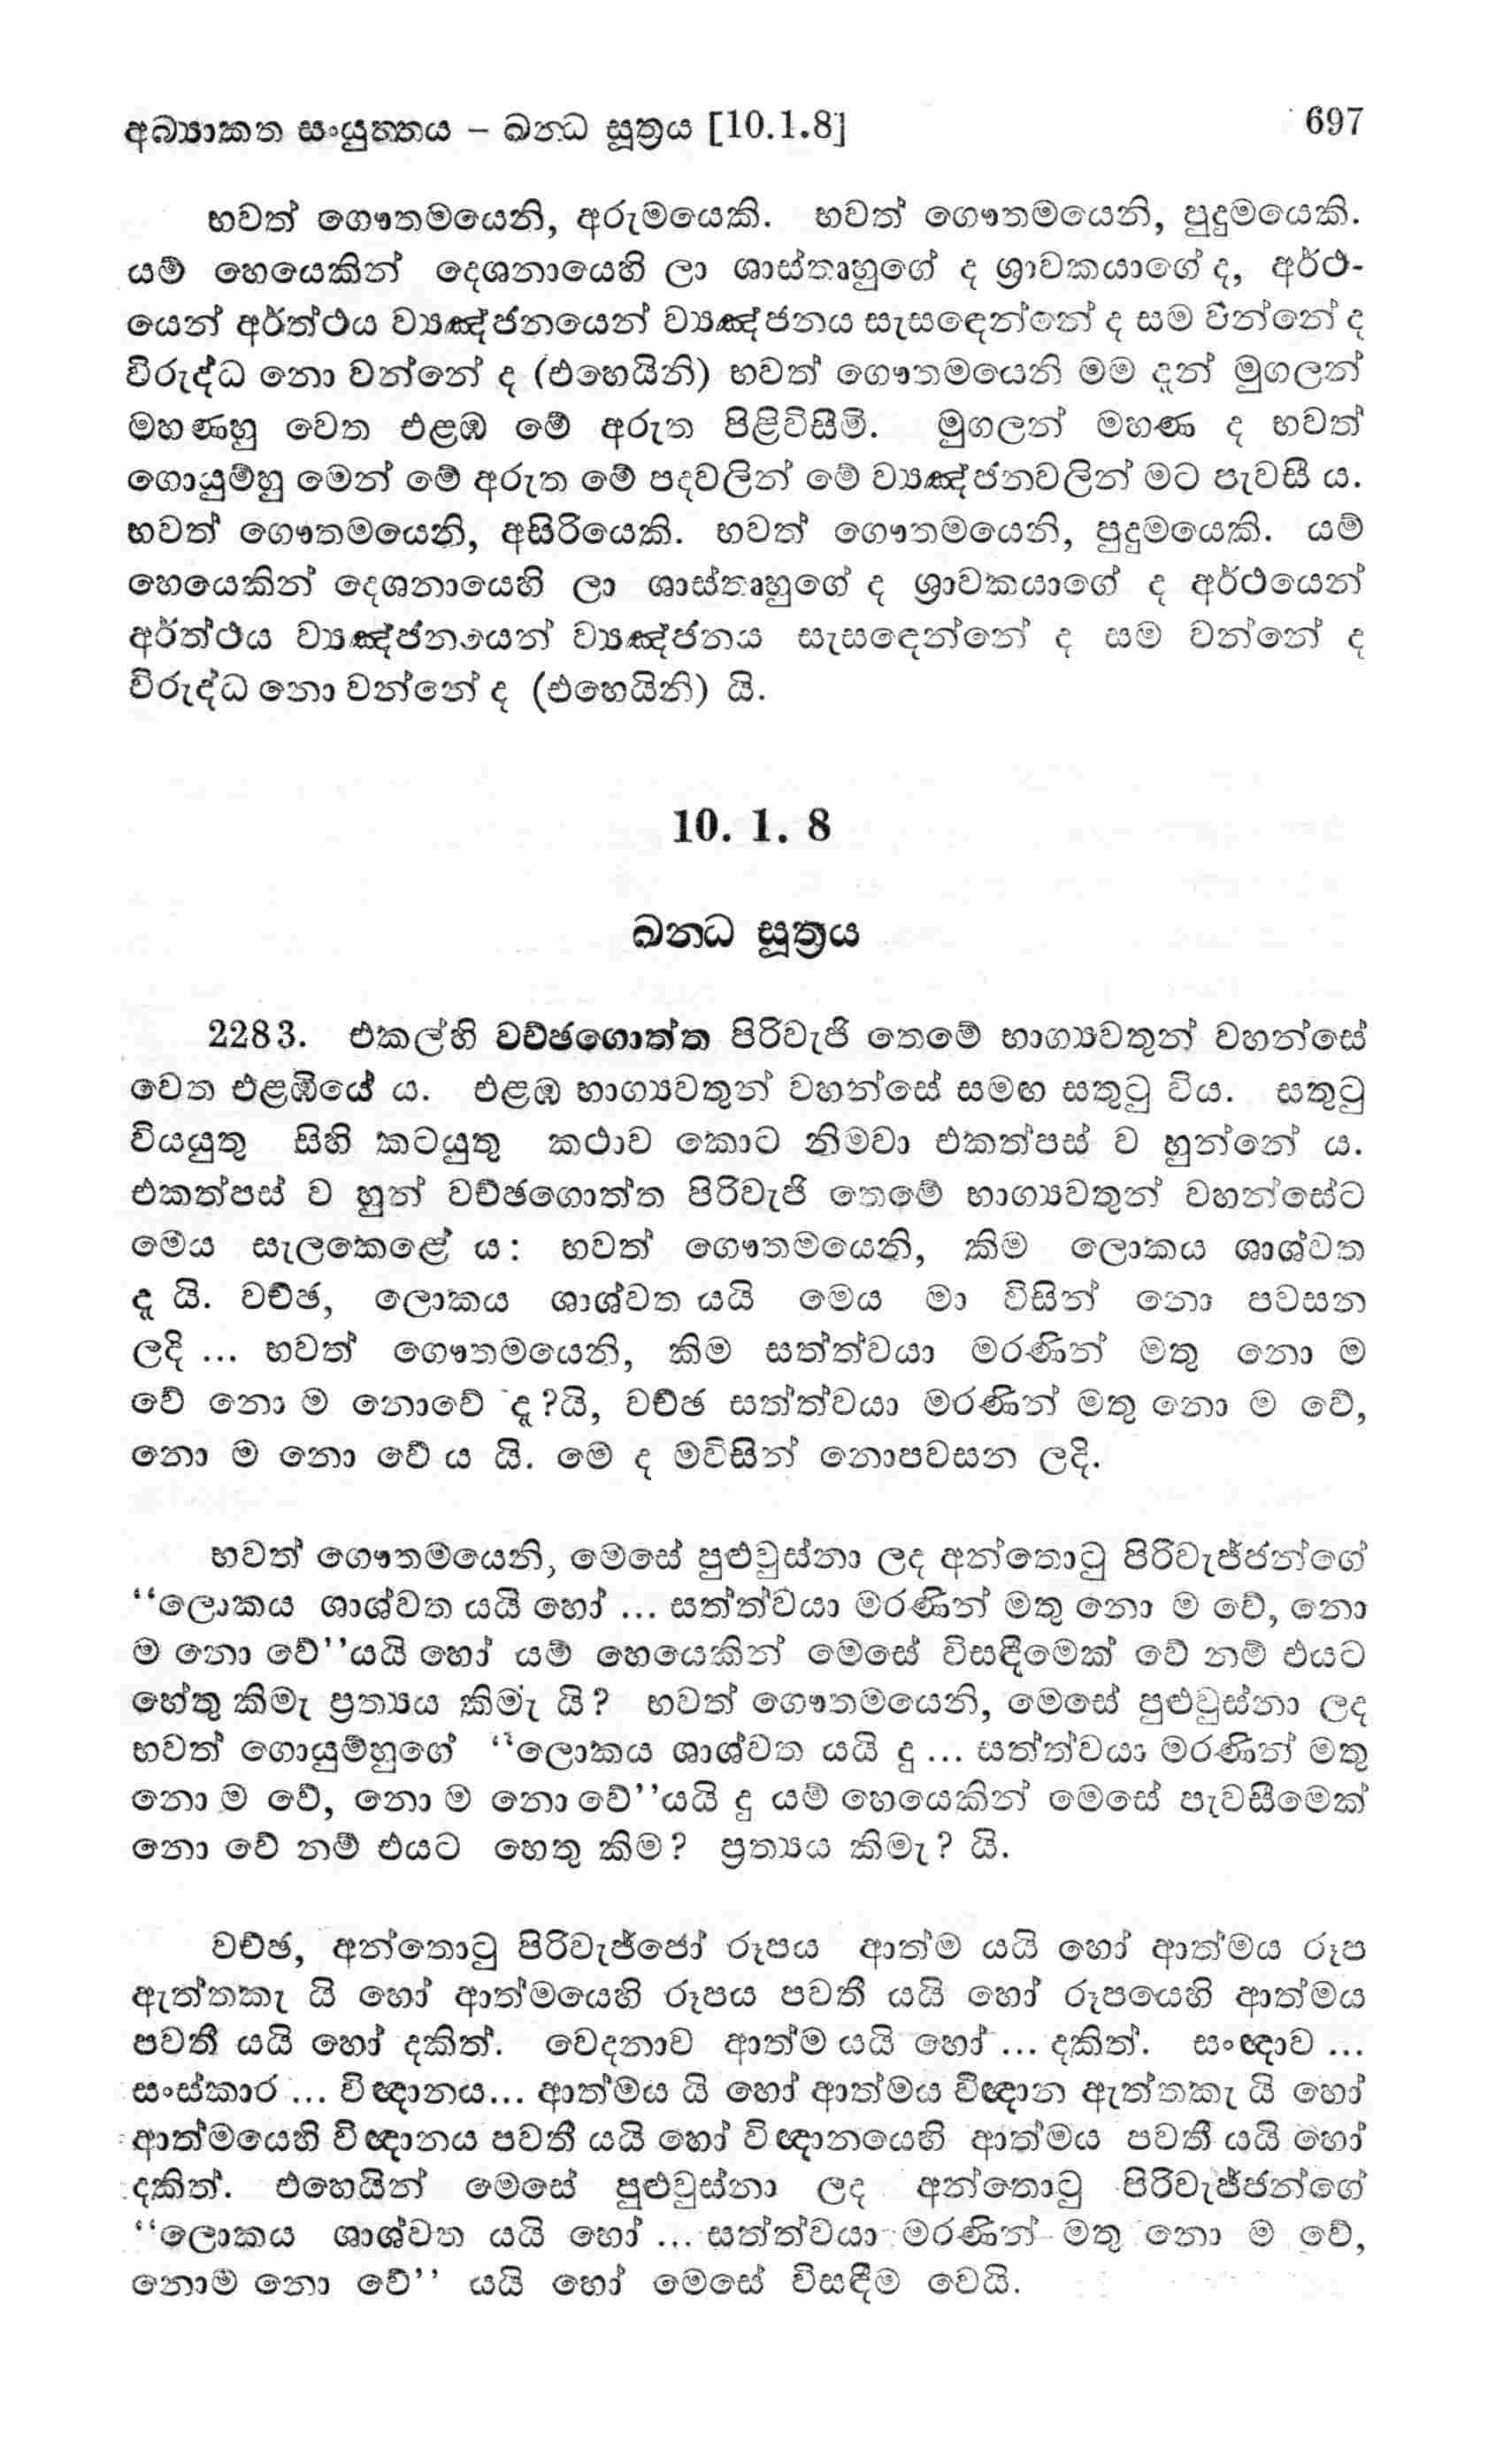 අබ්‍යාකත සංයුත්තය – ඛන්‍ධ සූත්‍රය [10.1.8] 697
භවත් ගෞතමයෙනි, අරුමයෙකි. භවත් ගෞතමයෙනි, පුදුමයෙකි.
යම් හෙයෙකින් දෙශනායෙහි ලා ශාස්තෘහුගේ ද ශ්‍රාවකයාගේ ද, අර්ථ-
යෙන් අර්ත්ථය ව්‍යඤ්ජනයෙන් ව්‍යඤ්ජනය සැසඳෙන්නේ ද සම වන්නේ ද
විරුද්ධ නො වන්නේ ද (එහෙයිනි) භවත් ගෞතමයෙනි මම දැන් මුගලන්
මහණහු වෙත එළඹ මේ අරුත පිළිවිසීමි. මුගලන් මහණ ද භවත්
ගොයුම්හු මෙන් මේ අරුත මේ පදවලින් මේ ව්‍යඤ්ජනවලින් මට පැවසී ය.
භවත් ගෞතමයෙනි, අසිරියෙකි. භවත් ගෞතමයෙනි, පුදුමයෙකි. යම්
හෙයෙකින් දෙශනායෙහි ලා ශාස්තෘහුගේ ද ශ්‍රාවකයාගේ ද අර්ථයෙන්
අර්ත්ථය ව්‍යඤ්ජනයෙන් ව්‍යඤ්ජනය සැසඳෙන්නේ ද සම වන්නේ ද
විරුද්ධ නො වන්නේ ද (එහෙයිනි) යි.
10. 1. 8
ඛන්‍ධ සූත්‍රය
2283. එකල්හි වච්ඡගොත්ත පිරිවැජි තෙමේ භාග්‍යවතුන් වහන්සේ
වෙත එළඹියේ ය. එළඹ භාග්‍යවතුන් වහන්සේ සමඟ සතුටු විය. සතුටු
වියයුතු සිහි කටයුතු කථාව කොට නිමවා එකත්පස් ව හුන්නේ ය.
එකත්පස් ව හුන් වච්ඡගොත්ත පිරිවැජි තෙමේ භාග්‍යවතුන් වහන්සේට
මෙය සැලකෙළේ ය: භවත් ගෞතමයෙනි, කිම ලොකය ශාශ්වත
දැ යි. වච්ඡ, ලොකය ශාශ්වත යයි මෙය මා විසින් නො පවසන
ලදි ... භවත් ගෞතමයෙනි, කිම සත්ත්වයා මරණින් මතු නො ම
වේ නො ම නොවේ දැ?යි, වච්ඡ සත්ත්වයා මරණින් මතු නො ම වේ,
නො ම නො වේ ය යි. මේ ද මවිසින් නොපවසන ලදි.
භවත් ගෞතමයෙනි, මෙසේ පුළුවුස්නා ලද අන්තොටු පිරිවැජ්ජන්ගේ
“ලොකය ශාශ්වත යයි හෝ ... සත්ත්වයා මරණින් මතු නො ම වේ, නො
ම නො වේ”යයි හෝ යම් හෙයෙකින් මෙසේ විසඳීමෙක් වේ නම් එයට
හේතු කිමැ ප්‍රත්‍යය කිමැ යි? භවත් ගෞතමයෙනි, මෙසේ පුළුවුස්නා ලද
භවත් ගොයුම්හුගේ “ලොකය ශාශ්වත යයි දු ... සත්ත්වයා මරණින් මතු
නො ම වේ, නො ම නො වේ”යයි දු යම් හෙයෙකින් මෙසේ පැවසීමෙක්
නො වේ නම් එයට හෙතු කිම? ප්‍රත්‍යය කිමැ? යි.
වච්ඡ, අන්තොටු පිරිවැජ්ජෝ රූපය ආත්ම යයි හෝ ආත්මය රූප
ඇත්තකැ යි හෝ ආත්මයෙහි රූපය පවතී යයි හෝ රූපයෙහි ආත්මය
පවතී යයි හෝ දකිත්. වෙදනාව ආත්ම යයි හෝ ... දකිත්. සංඥාව ...
සංස්කාර ... විඥානය... ආත්මය යි හෝ ආත්මය විඥාන ඇත්තකැ යි හෝ
ආත්මයෙහි විඥානය පවතී යයි හෝ විඥානයෙහි ආත්මය පවතී යයි හෝ
දකිත්. එහෙයින් මෙසේ පුළුවුස්නා ලද අන්තොටු පිරිවැජ්ජන්ගේ
“ලොකය ශාශ්වත යයි හෝ ... සත්ත්වයා මරණින් මතු නො ම වේ,
නොම නො වේ” යයි හෝ මෙසේ විසඳීම වෙයි.